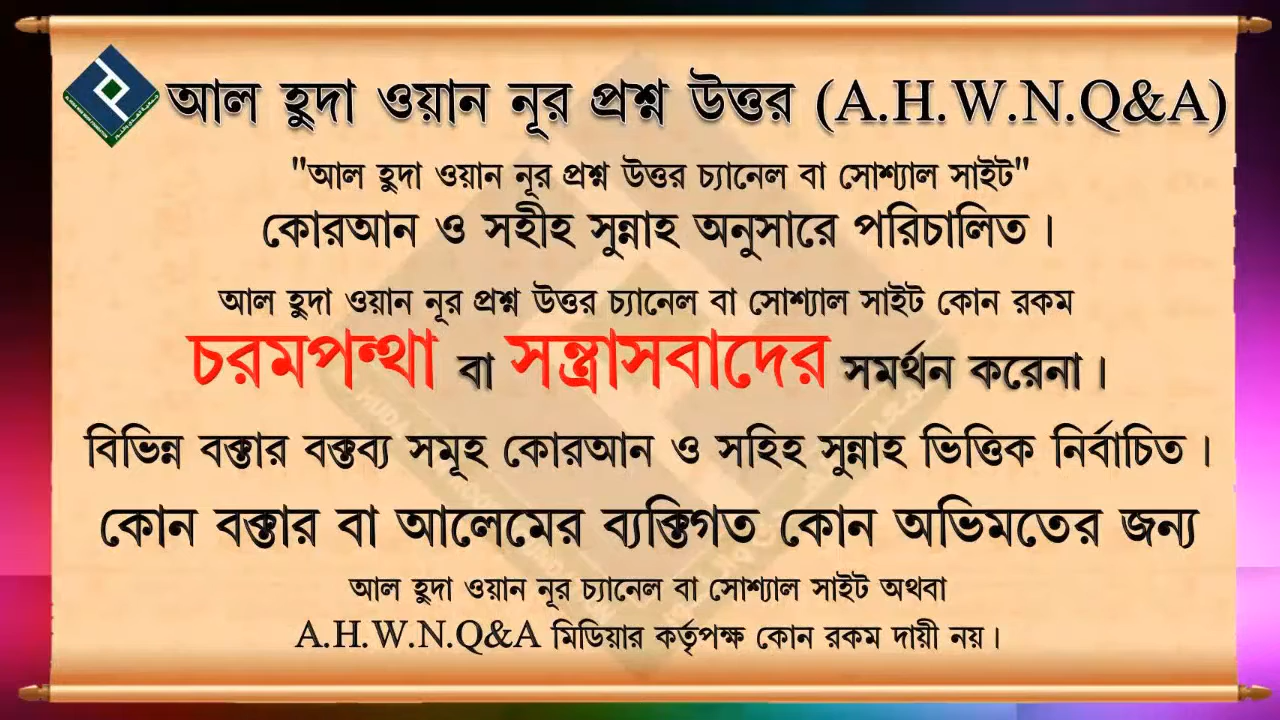 আল হুদা ওয়ান নূর প্রশ্ন উত্তর (A.H.W.N.Q&A)
"আল হুদা ওয়ান নূর প্রশ্ন উত্তর চ্যানেল বা সোশ্যাল সাইট"
কোরআন ও সহীহ সুন্নাহ অনুসারে পরিচালিত।
আল হুদা ওয়ান নূর প্রশ্ন উত্তর চ্যানেল বা সোশ্যাল সাইট কোন রকম
চরমপন্থা বা সন্ত্রাসবাদের সমর্থন করেনা।
বিভিন্ন বক্তার বক্তব্য সমূহ কোরআন ও সহিহ সুন্নাহ ভিত্তিক নির্বাচিত।
কোন বক্তার বা আলেমের ব্যক্তিগত কোন অভিমতের জন্য
আল হুদা ওয়ান নূর চ্যানেল বা সোশ্যাল সাইট অথবা
A.H.W.N.Q&A মিডিয়ার কর্তৃপক্ষ কোন রকম দায়ী নয়।